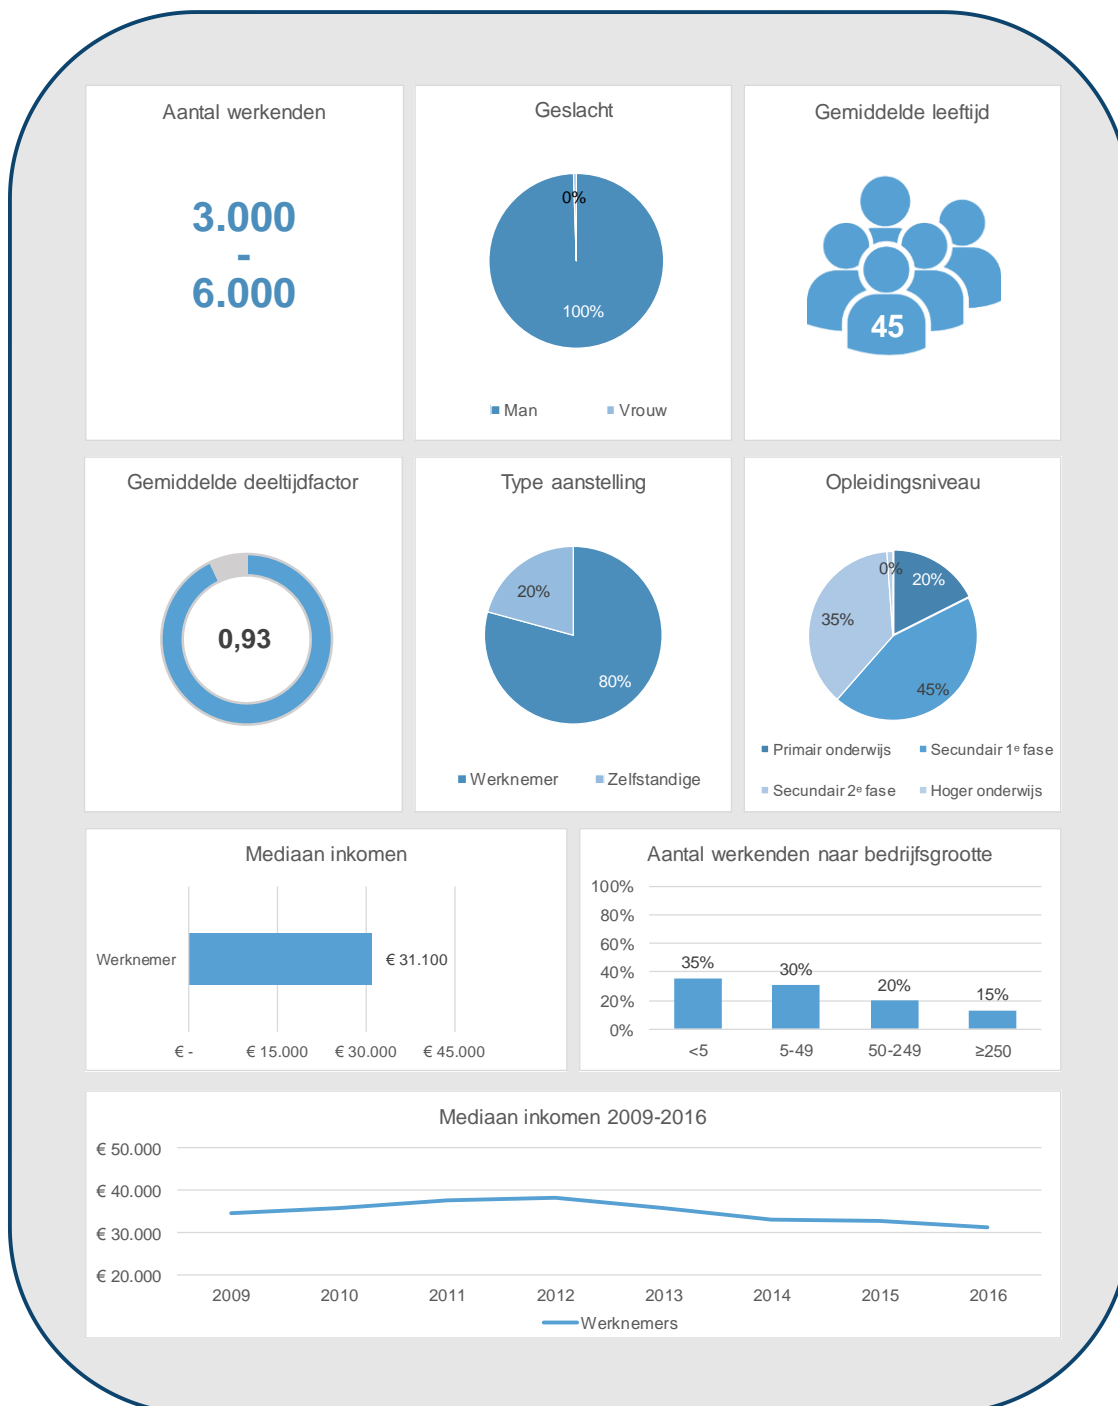 Aantal werkenden
3.000
-
6.000
Geslacht
0%
100%
Man
Vrouw
Gemiddelde leeftijd
45
Gemiddelde deeltijdfactor
0,93
Type aanstelling
20%
80%
Werknemer
Zelfstandige
Opleidingsniveau
0%
20%
35%
45%
Primair onderwijs
Secundair 1ᵉ fase
Secundair 2ᵉ fase
Hoger onderwijs
Mediaan inkomen
Werknemer
€ 31.100
€ -
€ 15.000
€ 30.000
€ 45.000
Aantal werkenden naar bedrijfsgrootte
100%
80%
60%
40%
20%
0%
35%
30%
20%
15%
<5
5-49
50-249
≥250
Mediaan inkomen 2009-2016
€ 50.000
€ 40.000
€ 30.000
€ 20.000
2009
2010
2011
2012
2013
2014
2015
2016
Werknemers